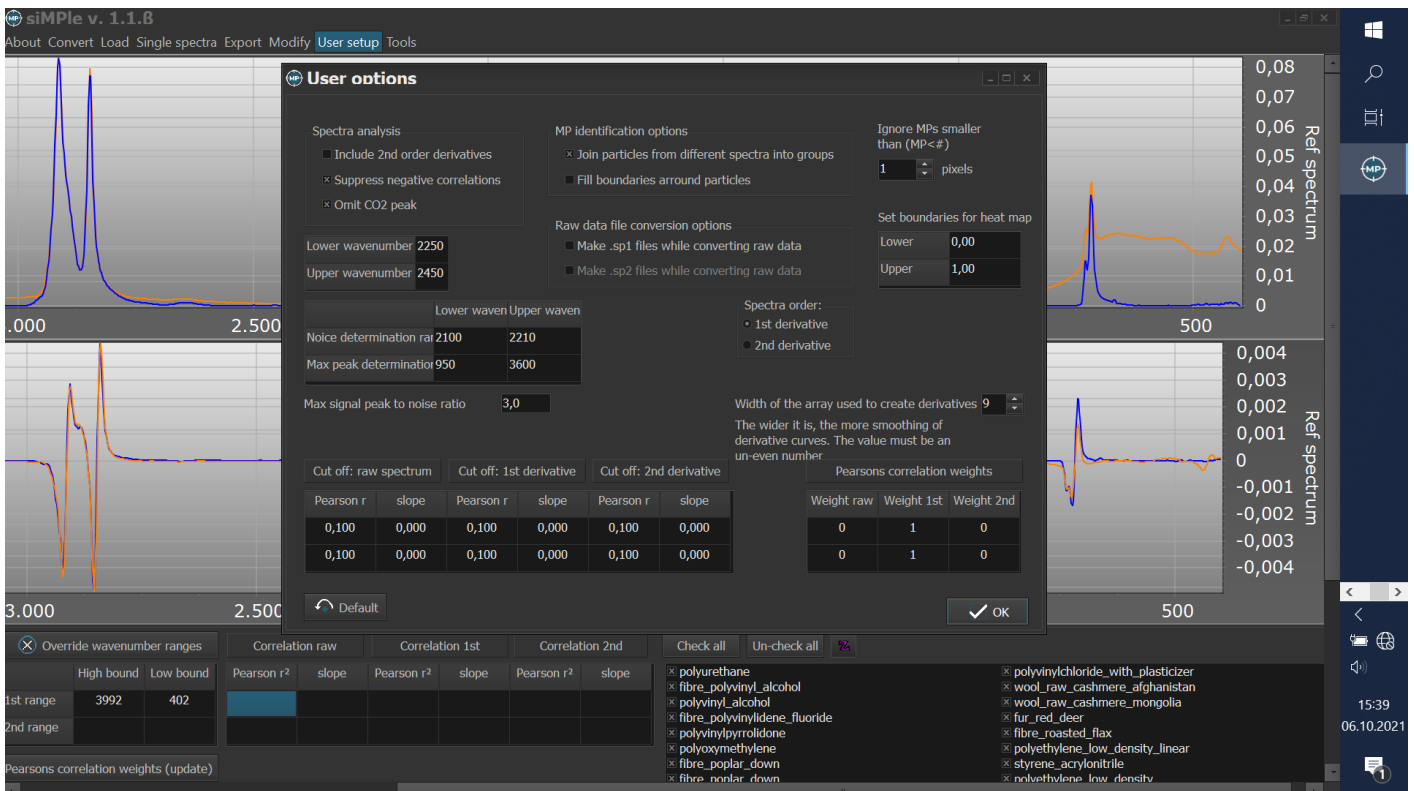 siMPle v. 1.1.ß
About Convert Load Single spectra Export Modify User setup Tools
User options
Spectra analysis
Include 2nd order derivatives
Suppress negative correlations
Omit CO2 peak
MP identification options
Join particles from different spectra into groups
Fill boundaries arround particles
Ignore MPs smaller
than (MP<#)
1 pixels
Raw data file conversion options
Make .sp1 files while converting raw data
Make .sp2 files while converting raw data
Set boundaries for heat map
Lower 0,00
Upper 1,00
Lower wavenumber 2250
Upper wavenumber 2450
Lower waven Upper waven
Noice determination rar 2100 2210
Max peak determination 950 3600
Spectra order:
1st derivative
2nd derivative
Max signal peak to noise ratio 3,0
Width of the array used to create derivatives 9
The wider it is, the more smoothing of
derivative curves. The value must be an
un-even number
Cut off: raw spectrum Cut off: 1st derivative Cut off: 2nd derivative
Pearson r slope Pearson r slope Pearson r slope
0,100 0,000 0,100 0,000 0,100 0,000
0,100 0,000 0,100 0,000 0,100 0,000
Pearsons correlation weights
Weight raw Weight 1st Weight 2nd
0 1 0
0 1 0
Default
OK
0,08
0,07
0,06
0,05
0,04
0,03
0,02
0,01
0
Ref spectrum
.000 2.500 500
0,004
0,003
0,002
0,001
0
-0,001
-0,002
-0,003
-0,004
Ref spectrum
3.000 2.500 500
Override wavenumber ranges
High bound Low bound
1st range 3992 402
2nd range
Pearsons correlation weights (update)
Correlation raw Correlation 1st Correlation 2nd
Pearson r² slope Pearson r² slope Pearson r² slope
Check all Un-check all
polyurethane
fibre_polyvinyl_alcohol
polyvinyl_alcohol
fibre_polyvinylidene_fluoride
polyvinylpyrrolidone
polyoxymethylene
fibre_poplar_down
fibre_poplar_down
polyvinylchloride_with_plasticizer
wool_raw_cashmere_afghanistan
wool_raw_cashmere_mongolia
fur_red_deer
fibre_roasted_flax
polyethylene_low_density_linear
styrene_acrylonitrile
polyethylene_low_density
MP
15:39
06.10.2021
1